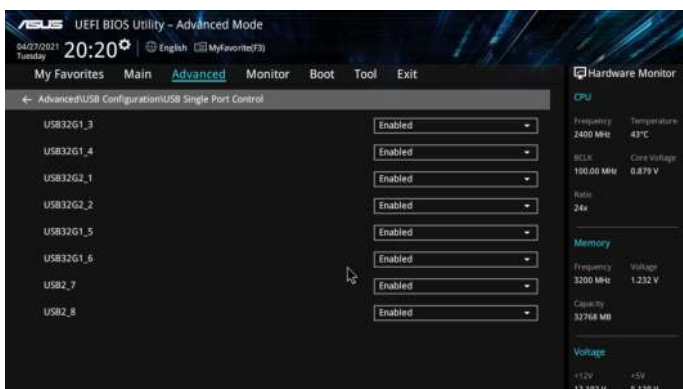 ASUS UEFI BIOS Utility – Advanced Mode
04/27/2021
Tuesday
20:20
English
MyFavorite(F3)
My Favorites Main Advanced Monitor Boot Tool Exit
Hardware Monitor
← Advanced\USB Configuration\USB Single Port Control
USB32G1_3 Enabled
USB32G1_4 Enabled
USB32G2_1 Enabled
USB32G2_2 Enabled
USB32G1_5 Enabled
USB32G1_6 Enabled
USB2_7 Enabled
USB2_8 Enabled
CPU
Frequency Temperature
2400 MHz 43°C
BCLK Core Voltage
100.00 MHz 0.879 V
Ratio
24x
Memory
Frequency Voltage
3200 MHz 1.232 V
Capacity
32768 MB
Voltage
+12V +5V